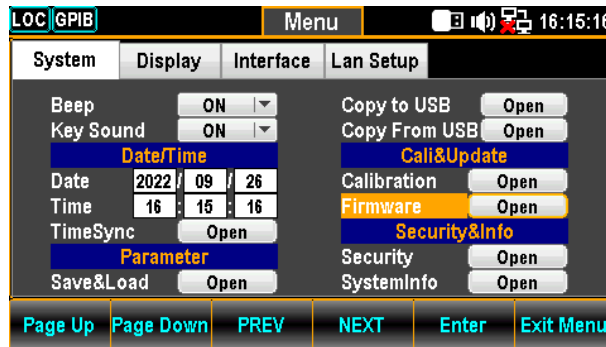 LOC GPIB Menu 16:15:16
System Display Interface Lan Setup
Beep ON Copy to USB Open
Key Sound ON Copy From USB Open
Date/Time Cali&Update
Date 2022 / 09 / 26 Calibration Open
Time 16 : 15 : 16 Firmware Open
TimeSync Open Security&Info
Parameter Security Open
Save&Load Open SystemInfo Open
Page Up Page Down PREV NEXT Enter Exit Menu